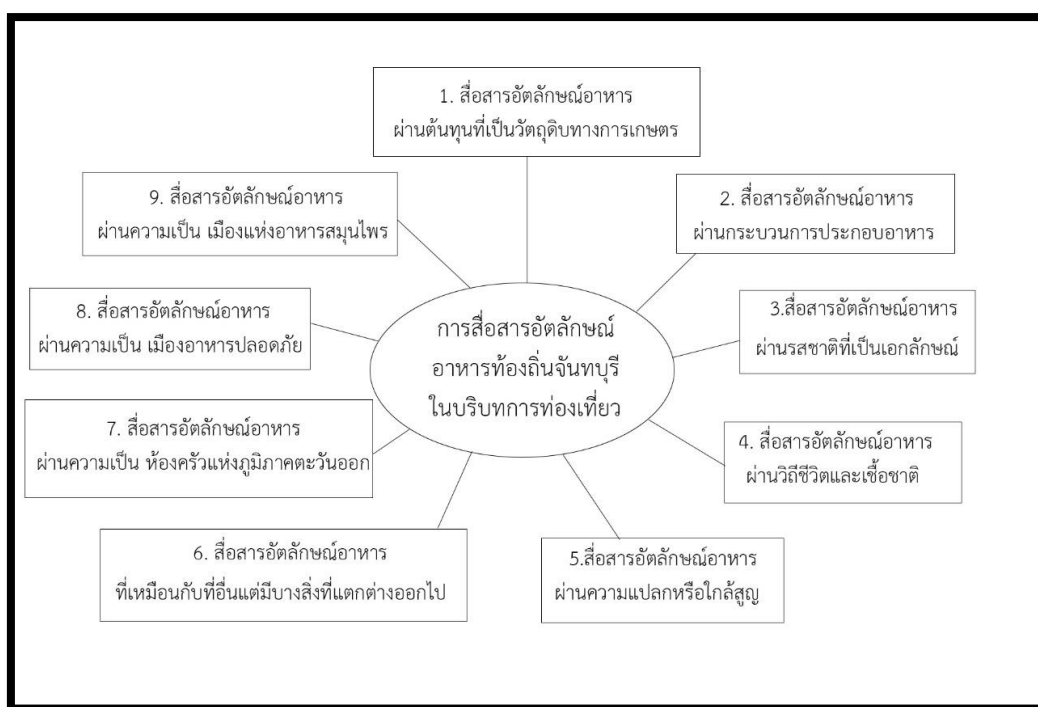 1. สื่อสารอัตลักษณ์อาหาร
ผ่านต้นทุนที่เป็นวัตถุดิบทางการเกษตร
2. สื่อสารอัตลักษณ์อาหาร
ผ่านกระบวนการประกอบอาหาร
3.สื่อสารอัตลักษณ์อาหาร
ผ่านรสชาติที่เป็นเอกลักษณ์
4. สื่อสารอัตลักษณ์อาหาร
ผ่านวิถีชีวิตและเชื้อชาติ
5.สื่อสารอัตลักษณ์อาหาร
ผ่านความแปลกหรือใกล้สูญ
6. สื่อสารอัตลักษณ์อาหาร
ที่เหมือนกับที่อื่นแต่มีบางสิ่งที่แตกต่างออกไป
7. สื่อสารอัตลักษณ์อาหาร
ผ่านความเป็น ห้องครัวแห่งภูมิภาคตะวันออก
8. สื่อสารอัตลักษณ์อาหาร
ผ่านความเป็น เมืองอาหารปลอดภัย
9. สื่อสารอัตลักษณ์อาหาร
ผ่านความเป็น เมืองแห่งอาหารสมุนไพร
การสื่อสารอัตลักษณ์
อาหารท้องถิ่นจันทบุรี
ในบริบทการท่องเที่ยว